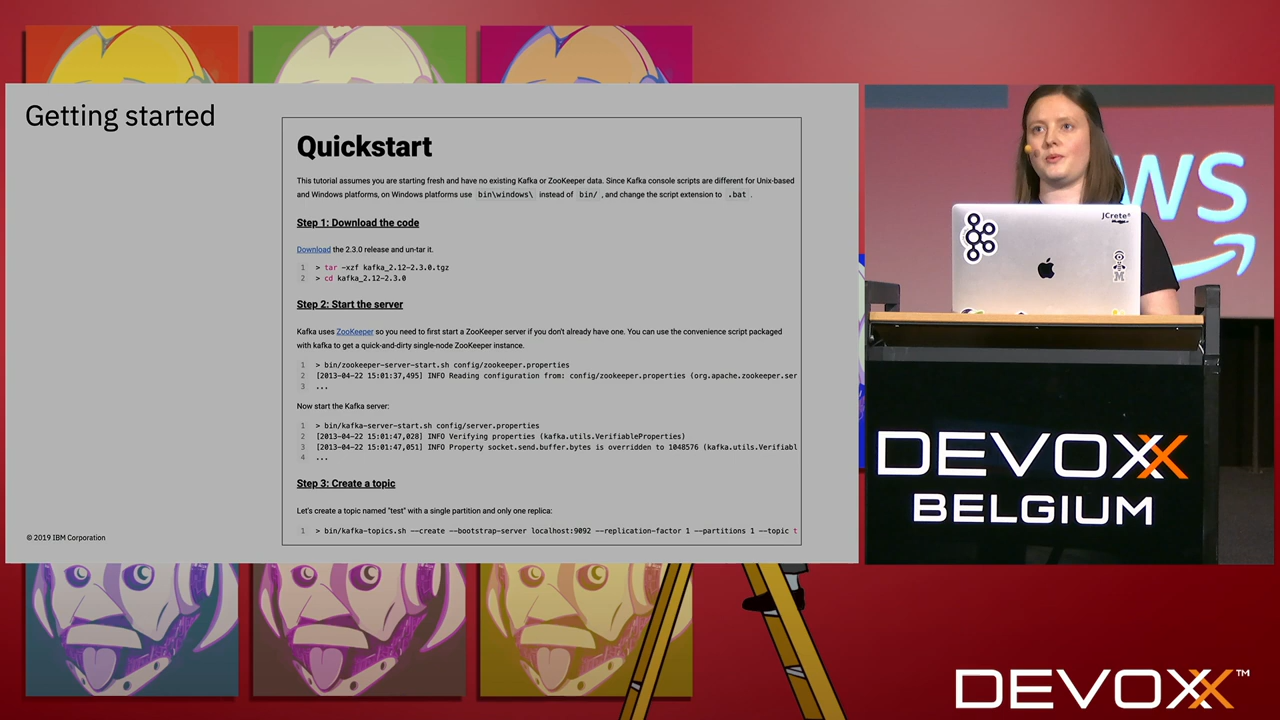 Getting started
Quickstart
This tutorial assumes you are starting fresh and have no existing Kafka or ZooKeeper data. Since Kafka console scripts are different for Unix-based
and Windows platforms, on Windows platforms use bin\windows\ instead of bin/ , and change the script extension to .bat .
Step 1: Download the code
Download the 2.3.0 release and un-tar it.
1 > tar -xzf kafka_2.12-2.3.0.tgz
2 > cd kafka_2.12-2.3.0
Step 2: Start the server
Kafka uses ZooKeeper so you need to first start a ZooKeeper server if you don't already have one. You can use the convenience script packaged
with kafka to get a quick-and-dirty single-node ZooKeeper instance.
1 > bin/zookeeper-server-start.sh config/zookeeper.properties
2 [2013-04-22 15:01:37,495] INFO Reading configuration from: config/zookeeper.properties (org.apache.zookeeper.ser
3 ...
Now start the Kafka server:
1 > bin/kafka-server-start.sh config/server.properties
2 [2013-04-22 15:01:47,028] INFO Verifying properties (kafka.utils.VerifiableProperties)
3 [2013-04-22 15:01:47,051] INFO Property socket.send.buffer.bytes is overridden to 1048576 (kafka.utils.Verifiabl
4 ...
Step 3: Create a topic
Let's create a topic named "test" with a single partition and only one replica:
1 > bin/kafka-topics.sh --create --bootstrap-server localhost:9092 --replication-factor 1 --partitions 1 --topic t
© 2019 IBM Corporation
WS
JCrete
DEVOXX
BELGIUM
DEVOXX™